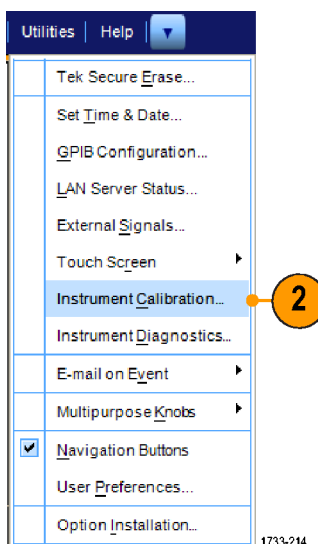 Utilities Help
Tek Secure Erase...
Set Time & Date...
GPIB Configuration...
LAN Server Status...
External Signals...
Touch Screen
Instrument Calibration...
2
Instrument Diagnostics...
E-mail on Event
Multipurpose Knobs
Navigation Buttons
User Preferences...
Option Installation...
1733-214